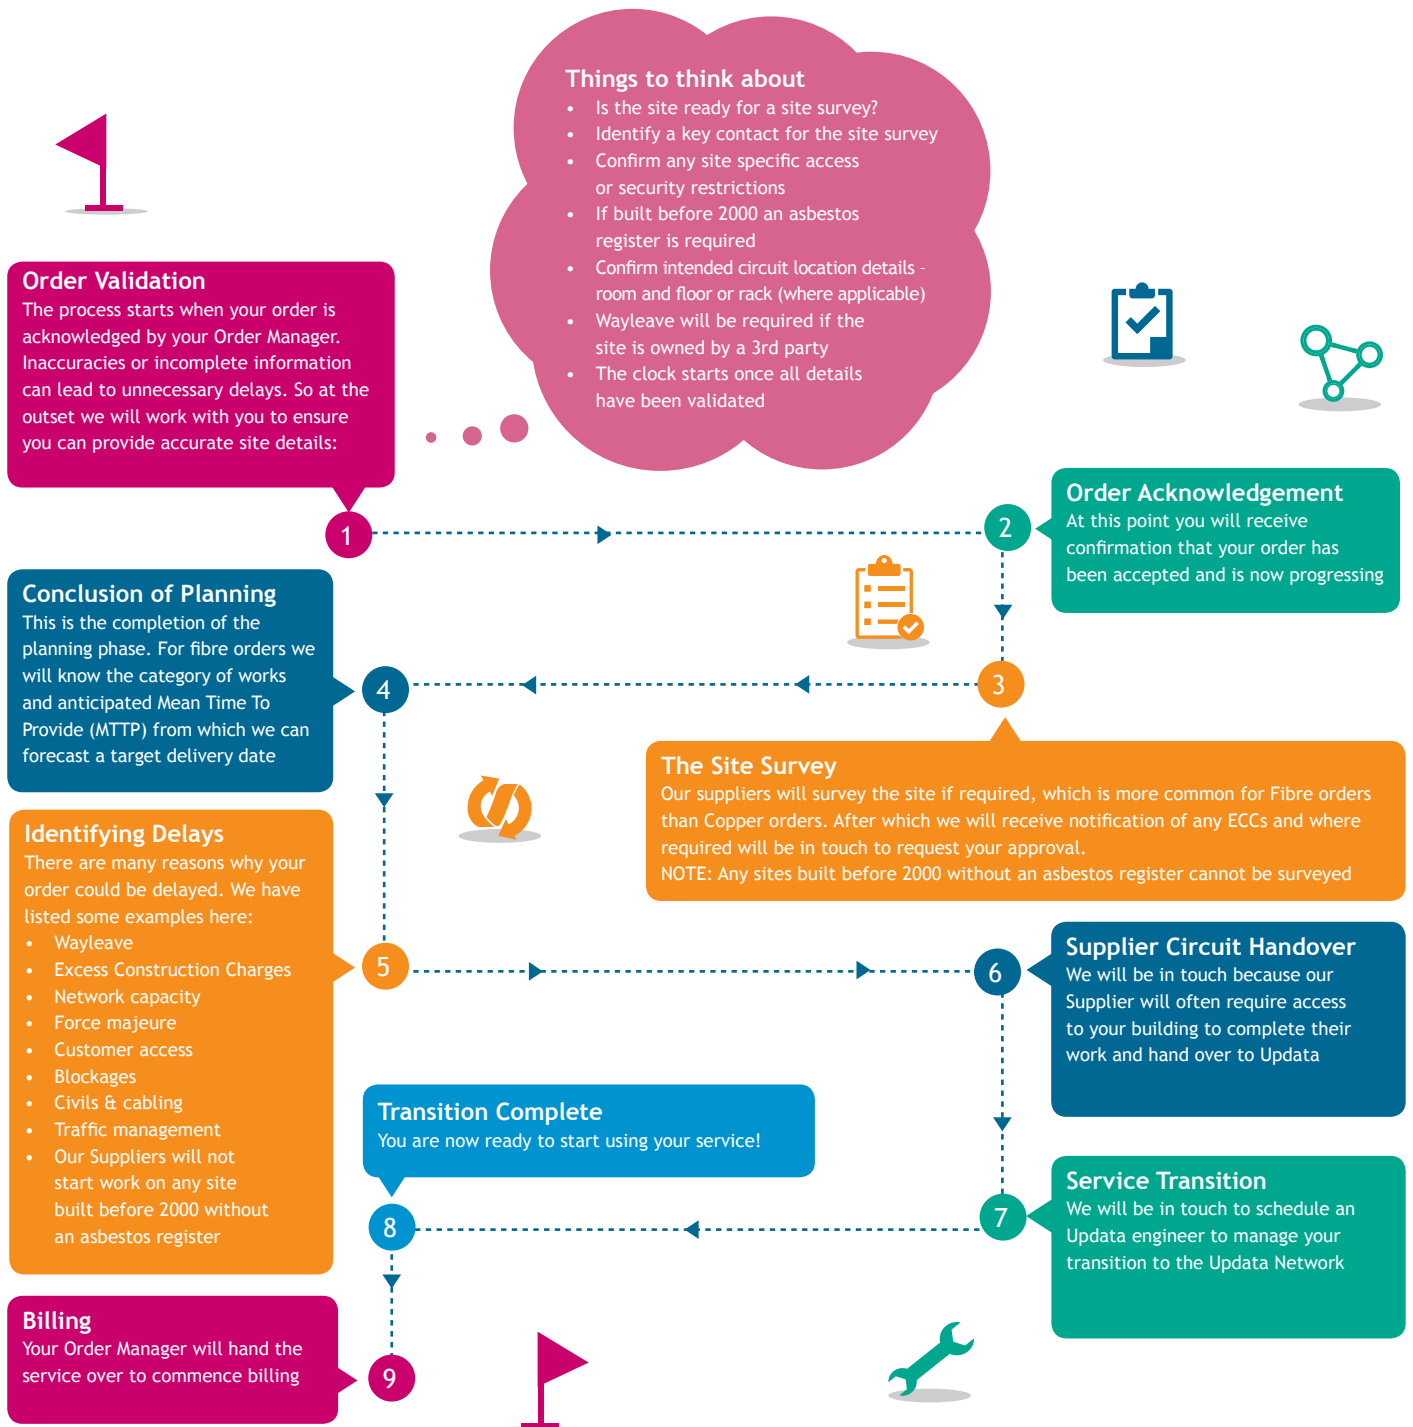 Things to think about
• Is the site ready for a site survey?
• Identify a key contact for the site survey
• Confirm any site specific access
or security restrictions
• If built before 2000 an asbestos
register is required
• Confirm intended circuit location details –
room and floor or rack (where applicable)
• Wayleave will be required if the
site is owned by a 3rd party
• The clock starts once all details
have been validated
Order Validation
The process starts when your order is
acknowledged by your Order Manager.
Inaccuracies or incomplete information
can lead to unnecessary delays. So at the
outset we will work with you to ensure
you can provide accurate site details:
1
2
Order Acknowledgement
At this point you will receive
confirmation that your order has
been accepted and is now progressing
3
The Site Survey
Our suppliers will survey the site if required, which is more common for Fibre orders
than Copper orders. After which we will receive notification of any ECCs and where
required will be in touch to request your approval.
NOTE: Any sites built before 2000 without an asbestos register cannot be surveyed
Conclusion of Planning
This is the completion of the
planning phase. For fibre orders we
will know the category of works
and anticipated Mean Time To
Provide (MTTP) from which we can
forecast a target delivery date
4
Identifying Delays
There are many reasons why your
order could be delayed. We have
listed some examples here:
• Wayleave
• Excess Construction Charges
• Network capacity
• Force majeure
• Customer access
• Blockages
• Civils & cabling
• Traffic management
• Our Suppliers will not
start work on any site
built before 2000 without
an asbestos register
5
6
Supplier Circuit Handover
We will be in touch because our
Supplier will often require access
to your building to complete their
work and hand over to Updata
7
Service Transition
We will be in touch to schedule an
Updata engineer to manage your
transition to the Updata Network
Transition Complete
You are now ready to start using your service!
8
Billing
Your Order Manager will hand the
service over to commence billing
9